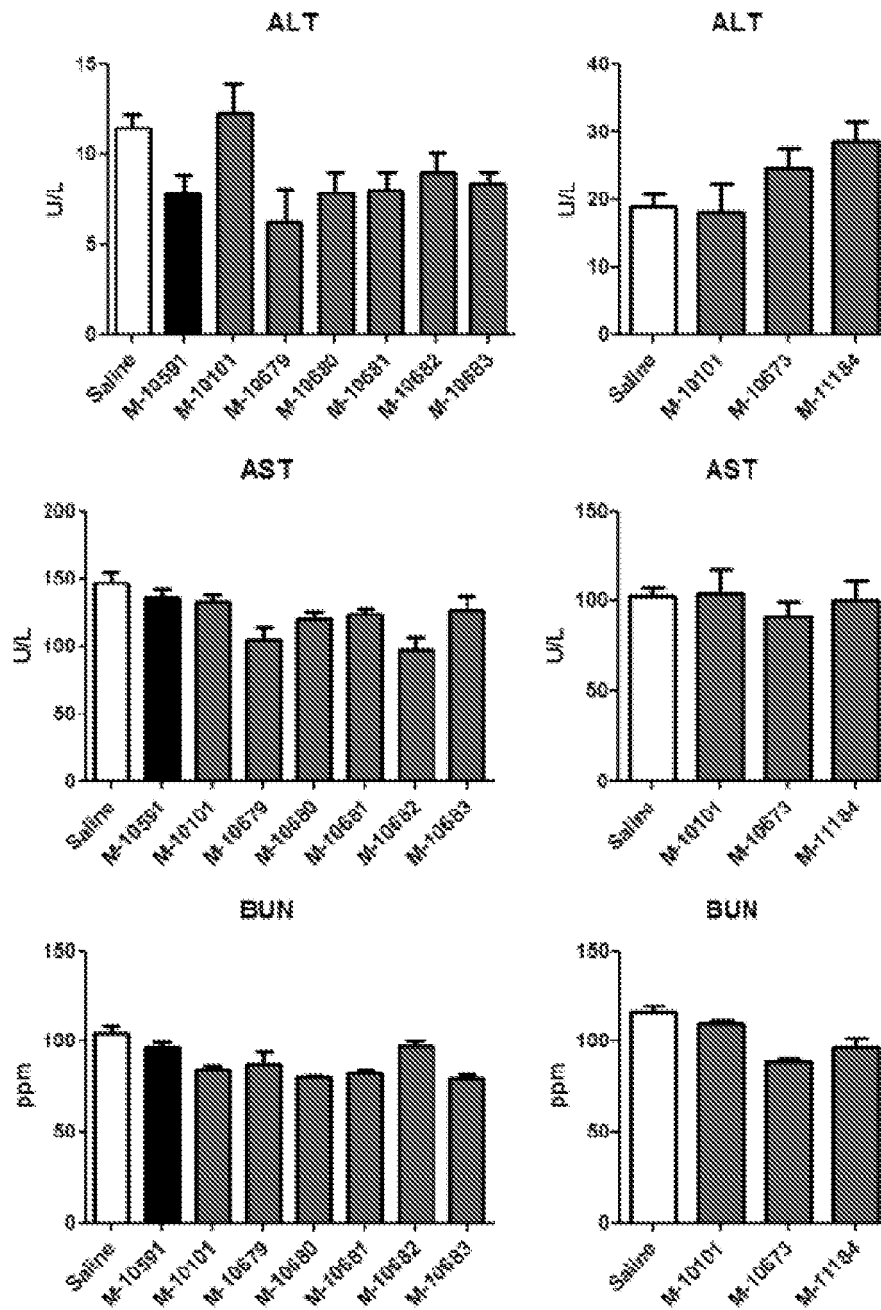 ALT
15
10
5
0
U/L
Saline
M-10591
M-10101
M-10679
M-10680
M-10681
M-10682
M-10683
ALT
40
30
20
10
0
U/L
Saline
M-10101
M-10673
M-11184
AST
200
150
100
50
0
U/L
Saline
M-10591
M-10101
M-10679
M-10680
M-10681
M-10682
M-10683
AST
150
100
50
0
U/L
Saline
M-10101
M-10673
M-11184
BUN
150
100
50
0
ppm
Saline
M-10591
M-10101
M-10679
M-10680
M-10681
M-10682
M-10683
BUN
150
100
50
0
ppm
Saline
M-10101
M-10673
M-11184